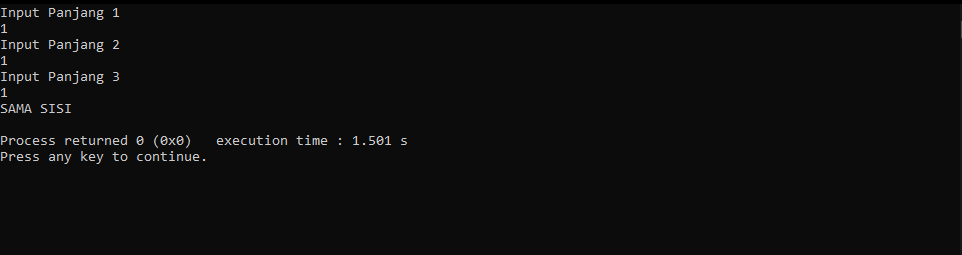 Input Panjang 1
1
Input Panjang 2
1
Input Panjang 3
1
SAMA SISI
Process returned 0 (0x0)   execution time : 1.501 s
Press any key to continue.